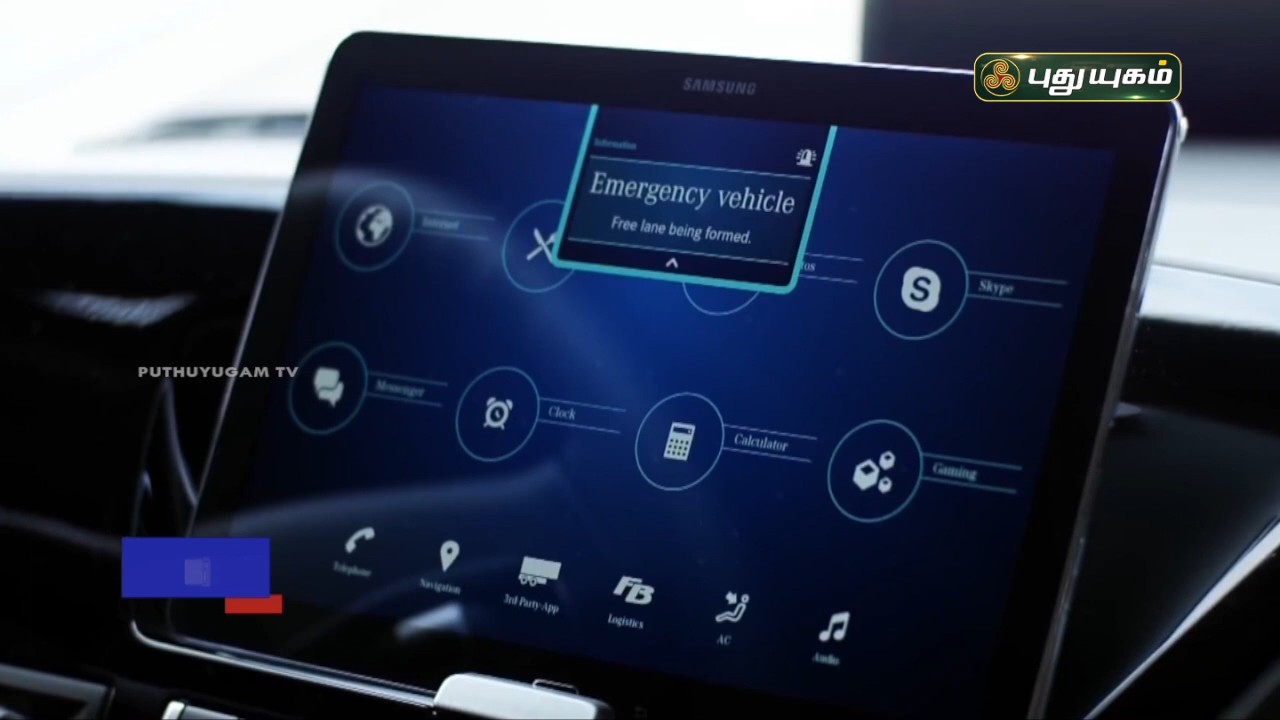 SAMSUNG
புதுயுகம்
Information
Emergency vehicle
Free lane being formed.
Internet
Skype
PUTHUYUGAM TV
Messenger
Clock
Calculator
Gaming
Telephone
Navigation
3rd Party-App
FB
Logistics
AC
Audio